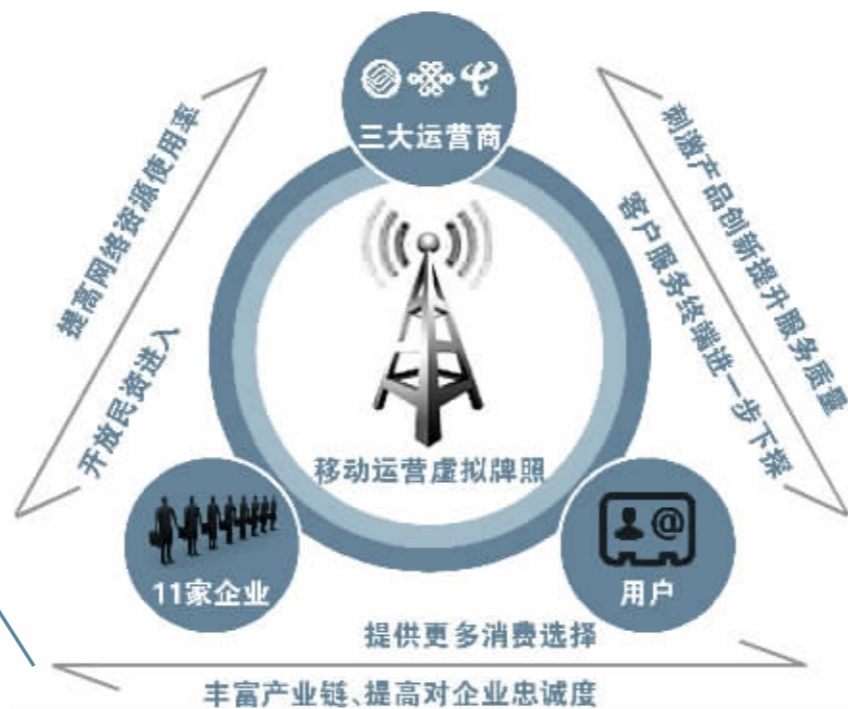 三大运营商
提高网络资源使用率
开放民资进入
刺激产品创新提升服务质量
客户服务终端进一步下探
移动运营虚拟牌照
11家企业
@
用户
提供更多消费选择
丰富产业链、提高对企业忠诚度